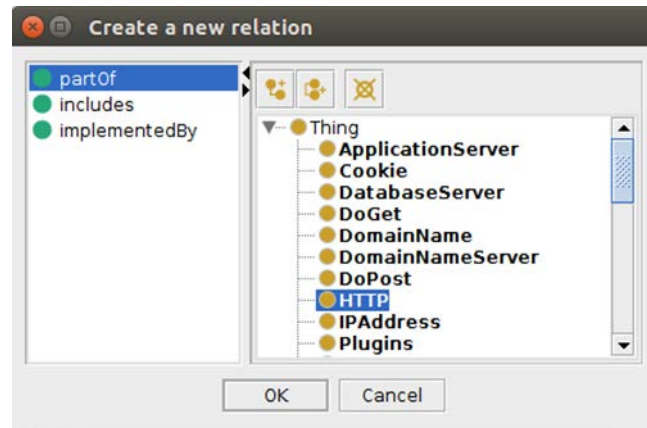 Create a new relation
partOf
includes
implementedBy
Thing
ApplicationServer
Cookie
DatabaseServer
DoGet
DomainName
DomainNameServer
DoPost
HTTP
IPAddress
Plugins
OK
Cancel